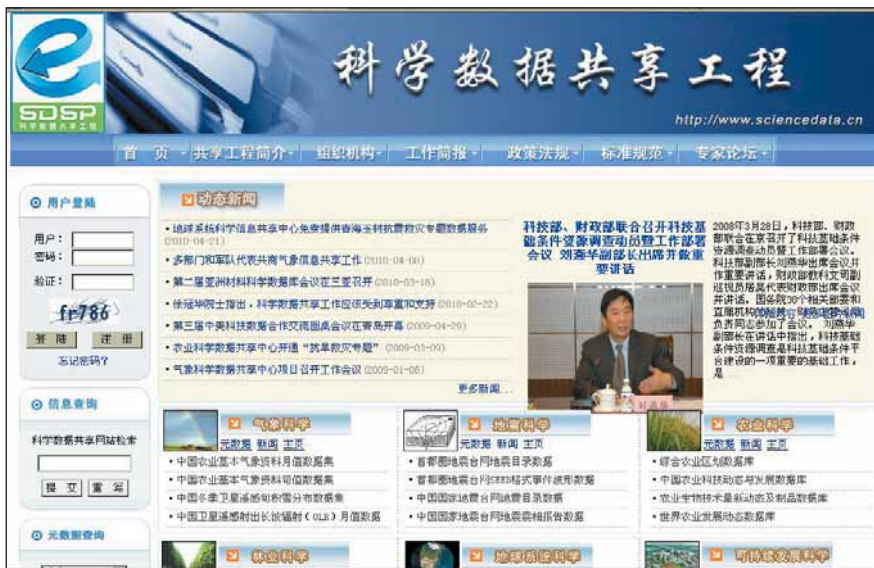 SDSP
科学数据共享工程
科学数据共享工程
http://www.sciencedata.cn
首 页 共享工程简介 组织机构 工作简报 政策法规 标准规范 专家论坛
用户登陆
用户：
密码：
验证：
fr786
登 陆 注 册
忘记密码？
信息查询
科学数据共享网站检索
提 交 重 写
元数据查询
动态新闻
• 地球系统科学信息共享中心免费提供青海玉树抗震救灾专题数据服务
(2010-04-21)
• 多部门和军队代表共商气象信息共享工作 (2010-04-08)
• 第二届亚洲材料科学数据库会议在三亚召开 (2010-03-16)
• 徐冠华院士指出，科学数据共享工作应该受到尊重和支持 (2010-02-22)
• 第三届中美科技数据合作交流圆桌会议在青岛开幕 (2009-04-29)
• 农业科学数据共享中心开通“抗旱救灾专题” (2009-03-09)
• 气象科学数据共享中心项目召开工作会议 (2009-01-08)
更多新闻...
科技部、财政部联合召开科技基
础条件资源调查动员暨工作部署
会议 刘燕华副部长出席并做重
要讲话
2008年3月28日，科技部、财政
部联合在京召开了科技基础条件
资源调查动员暨工作部署会议。
科技部副部长刘燕华出席会议并
作重要讲话，财政部教科文司副
巡视员居昊代表财政部出席会议
并讲话。国务院30个相关部委和
直属机构
负责同志参加了会议。 刘燕华
副部长在讲话中指出，科技基础
条件资源调查是科技基础条件平
台建设的一项重要的基础工作，
是...
气象科学
元数据 新闻 主页
• 中国农业基本气象资料月值数据集
• 中国农业基本气象资料旬值数据集
• 中国冬季卫星遥感旬积雪分布数据集
• 中国卫星遥感射出长波辐射（OLR）月值数据
地震科学
元数据 新闻 主页
• 首都圈地震台网地震目录数据
• 首都圈地震台网SEED格式事件波形数据
• 中国国家地震台网地震目录数据
• 中国国家地震台网地震震相报告数据
农业科学
元数据 新闻 主页
• 综合农业区划数据库
• 中国农业科技动态与发展数据库
• 农业生物技术最新动态及制品数据库
• 世界农业发展动态数据库
林业科学
地球系统科学
可持续发展科学